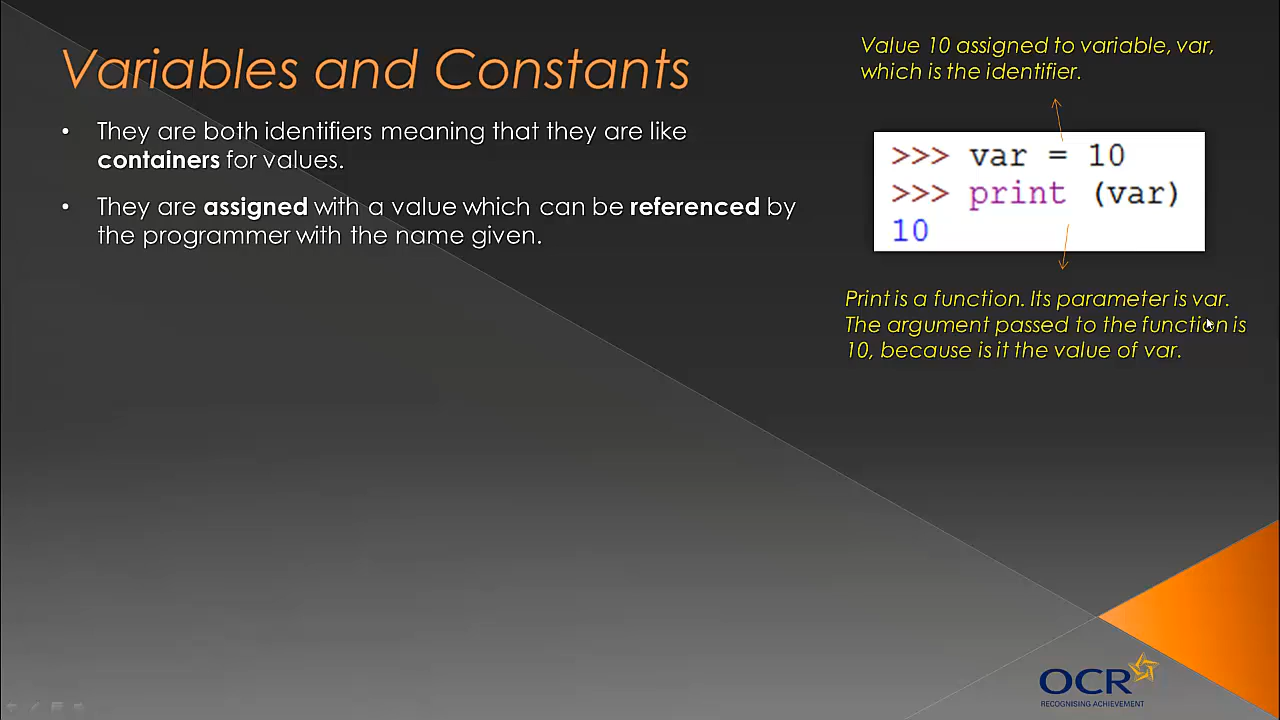 Variables and Constants
• They are both identifiers meaning that they are like
containers for values.
• They are assigned with a value which can be referenced by
the programmer with the name given.
Value 10 assigned to variable, var,
which is the identifier.
>>> var = 10
>>> print (var)
10
Print is a function. Its parameter is var.
The argument passed to the function is
10, because is it the value of var.
OCR
RECOGNISING ACHIEVEMENT